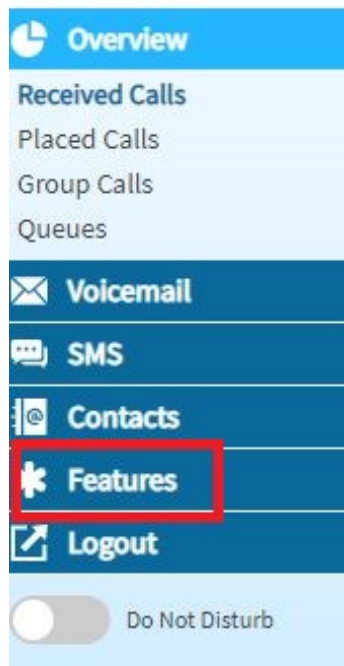 Overview
Received Calls
Placed Calls
Group Calls
Queues
Voicemail
SMS
Contacts
Features
Logout
Do Not Disturb